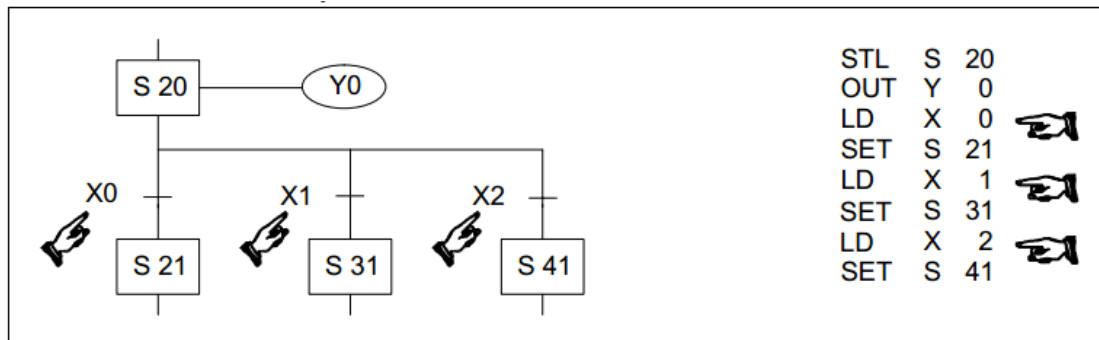 S 20
Y0
X0
X1
X2
S 21
S 31
S 41
STL S 20
OUT Y 0
LD X 0
SET S 21
LD X 1
SET S 31
LD X 2
SET S 41